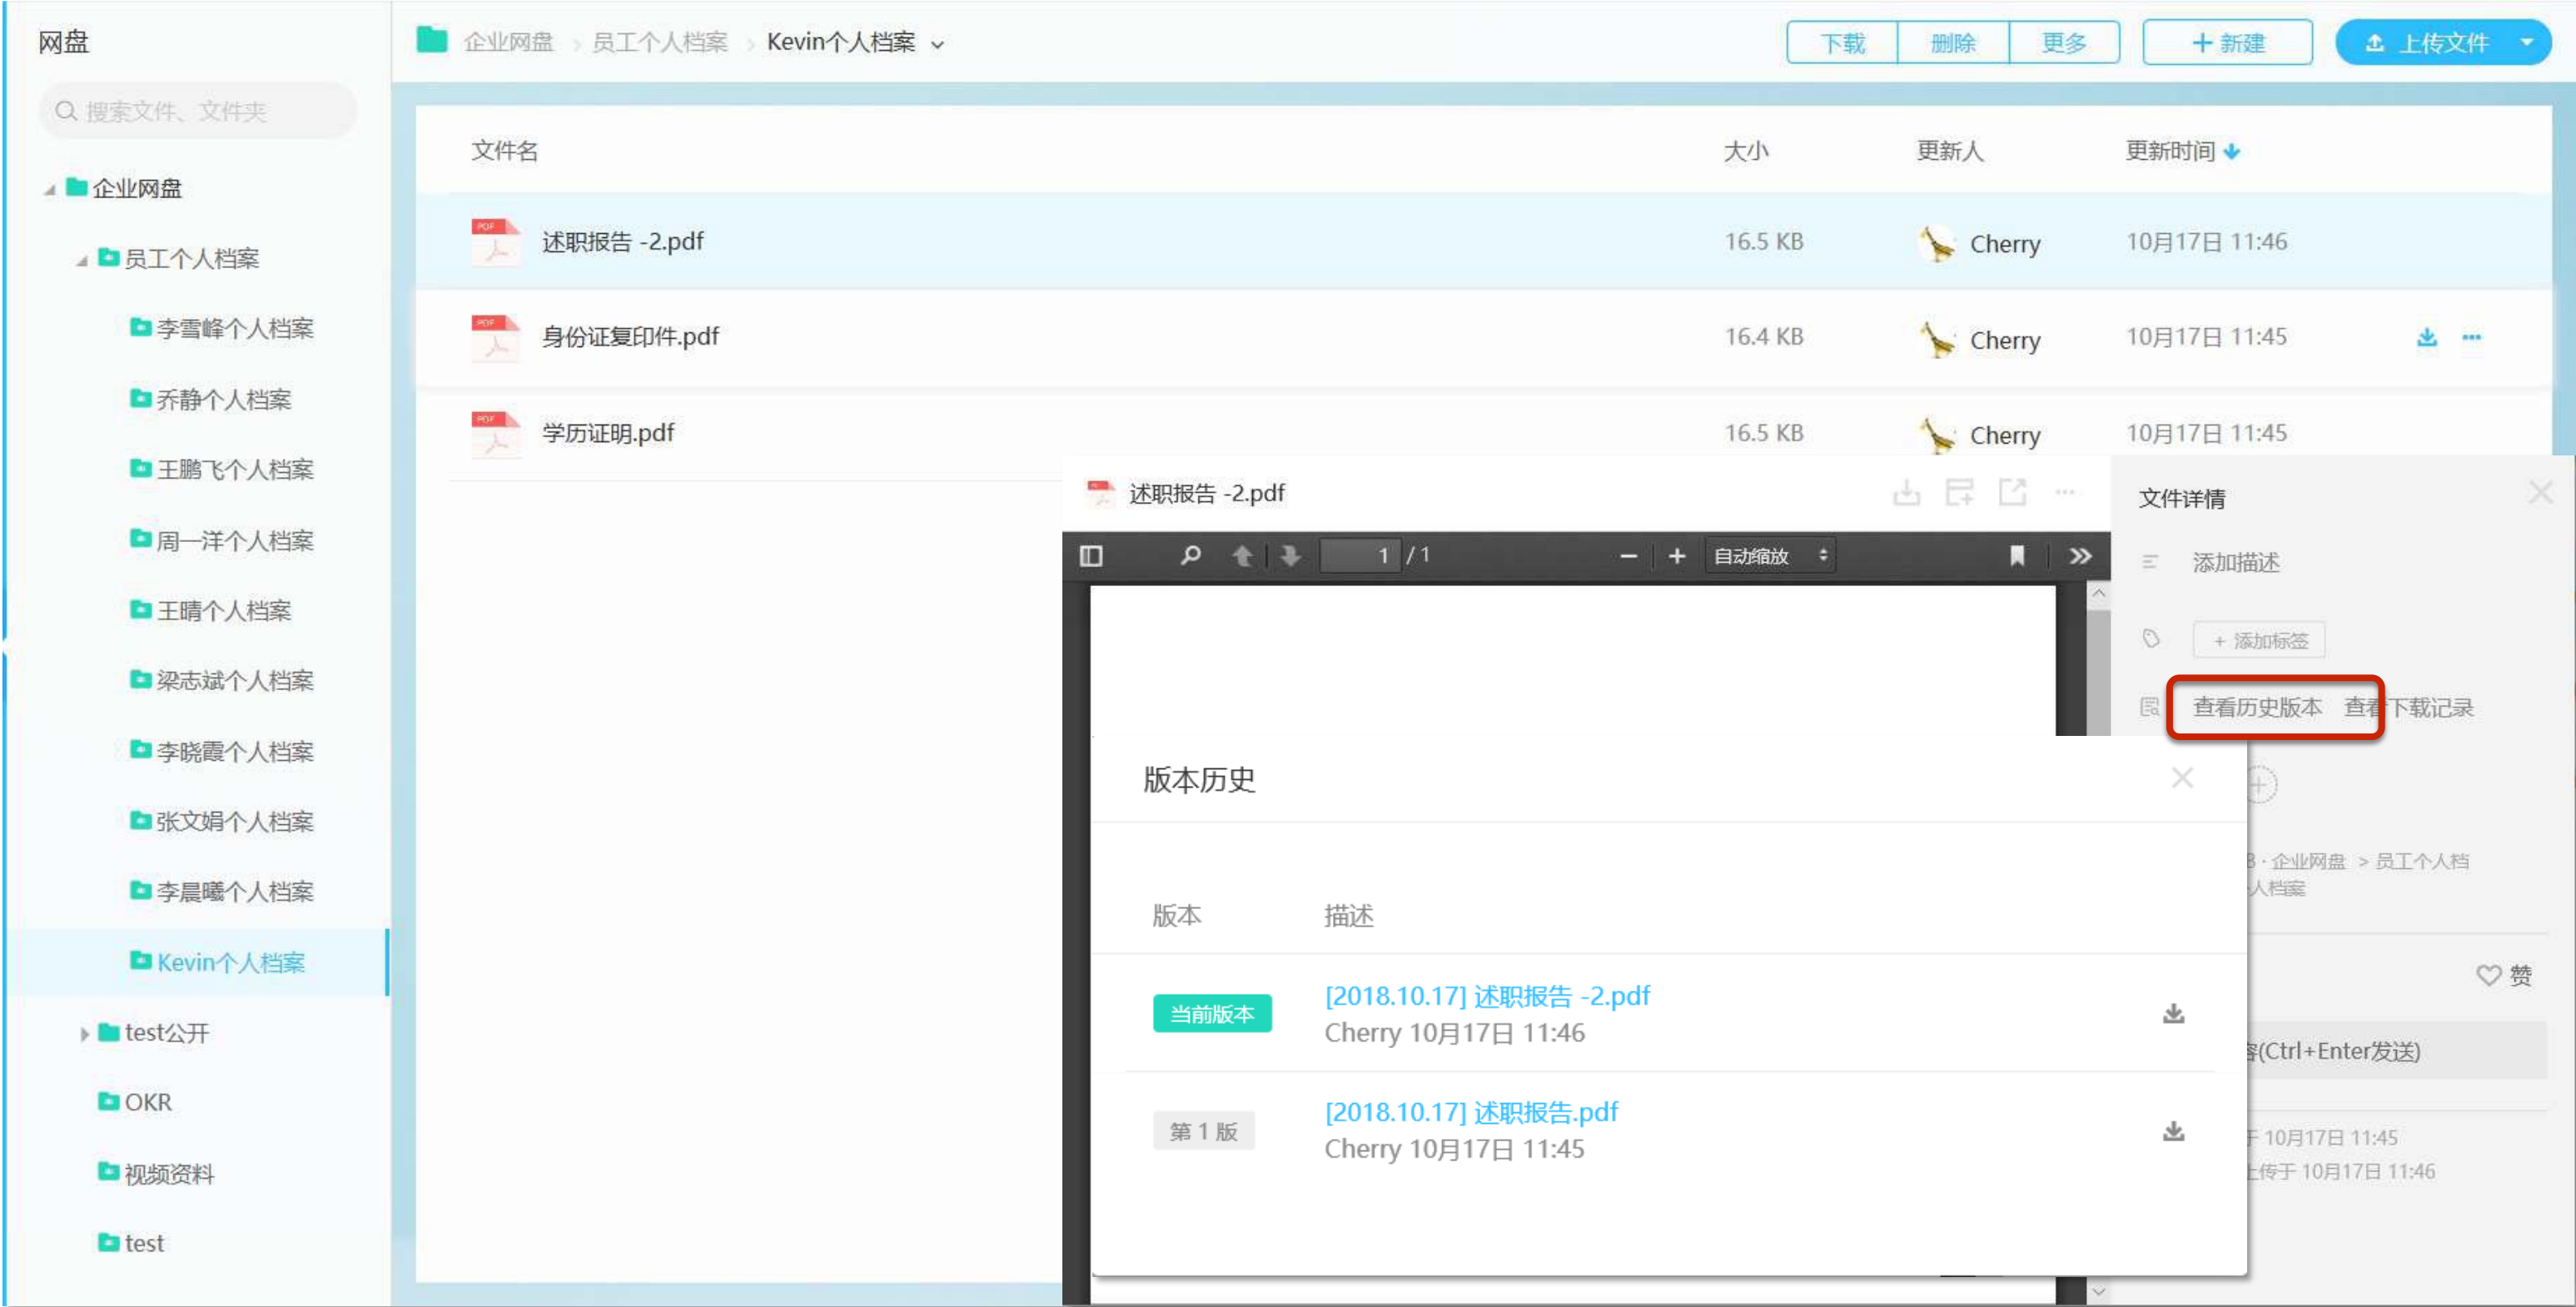 网盘
搜索文件、文件夹
企业网盘
员工个人档案
李雪峰个人档案
乔静个人档案
王鹏飞个人档案
周一洋个人档案
王晴个人档案
梁志斌个人档案
李晓霞个人档案
张文娟个人档案
李晨曦个人档案
Kevin个人档案
test公开
OKR
视频资料
test
企业网盘 > 员工个人档案 > Kevin个人档案
下载 删除 更多 +新建 上传文件
文件名 大小 更新人 更新时间
PDF 述职报告 -2.pdf 16.5 KB Cherry 10月17日 11:46
PDF 身份证复印件.pdf 16.4 KB Cherry 10月17日 11:45
PDF 学历证明.pdf 16.5 KB Cherry 10月17日 11:45
述职报告 -2.pdf
1 / 1 自动缩放
文件详情
添加描述
+ 添加标签
查看历史版本 查看下载记录
· 企业网盘 > 员工个人档
人档案
赞
(Ctrl+Enter发送)
10月17日 11:45
上传于 10月17日 11:46
版本历史
版本 描述
当前版本 [2018.10.17] 述职报告 -2.pdf
Cherry 10月17日 11:46
第 1 版 [2018.10.17] 述职报告.pdf
Cherry 10月17日 11:45